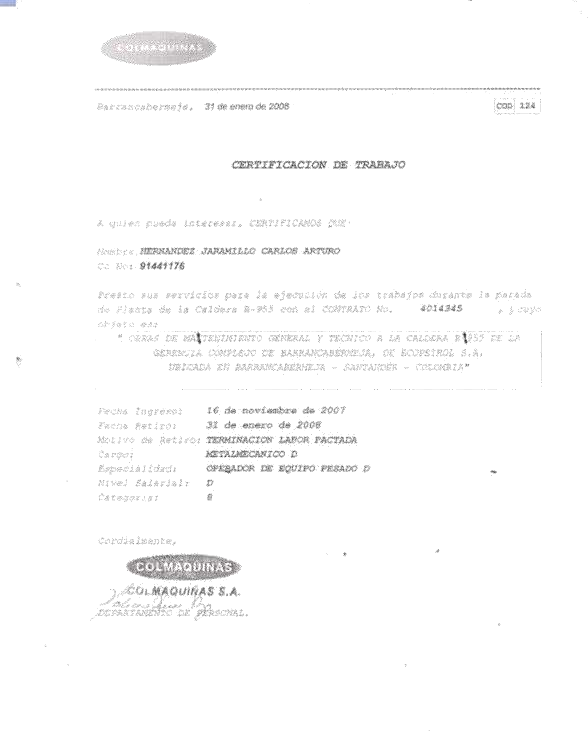 COLMAQUINAS
Barrancabermeja, 31 de enero de 2008
COD 124
CERTIFICACION DE TRABAJO
A quien pueda interesar, CERTIFICAMOS QUE:
Nombre HERNANDEZ JARAMILLO CARLOS ARTURO
Cc No: 91441176
Presto sus servicios para la ejecución de los trabajos durante la parada
de Planta de la Caldera B-955 con el CONTRATO No. 4014345 , y cuyo
objeto es:
" OBRAS DE MANTENIMIENTO GENERAL Y TECNICO A LA CALDERA B 955 DE LA
GERENCIA COMPLEJO DE BARRANCABERMEJA, DE ECOPETROL S.A.
UBICADA EN BARRANCABERMEJA - SANTANDER - COLOMBIA"
Fecha Ingreso: 16 de noviembre de 2007
Fecha Retiro: 31 de enero de 2008
Motivo de Retiro: TERMINACION LABOR PACTADA
Cargo: METALMECANICO D
Especialidad: OPERADOR DE EQUIPO PESADO D
Nivel Salarial: D
Categoria: 8
Cordialmente,
COLMAQUINAS
COLMAQUINAS S.A.
DEPARTAMENTO DE PERSONAL.